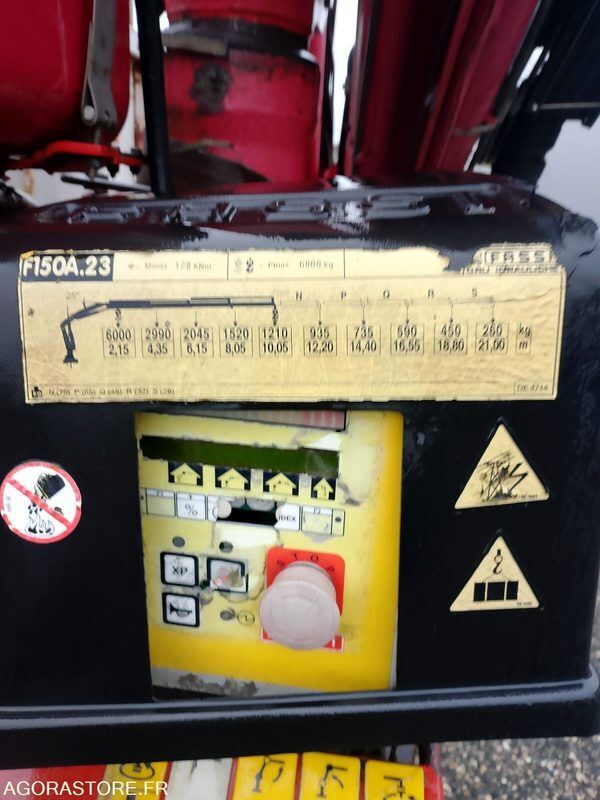 F150A.23 Mmax 128 kNm Pmax 6000 kg FASSI
GRU IDRAULICHE
25°
N P Q R S
6000 2990 2045 1520 1210 935 735 590 450 260 kg
2,15 4,35 6,15 8,05 10,05 12,20 14,40 16,55 18,80 21,00 m
DE 4714
%
XP
STOP
AGORASTORE.FR